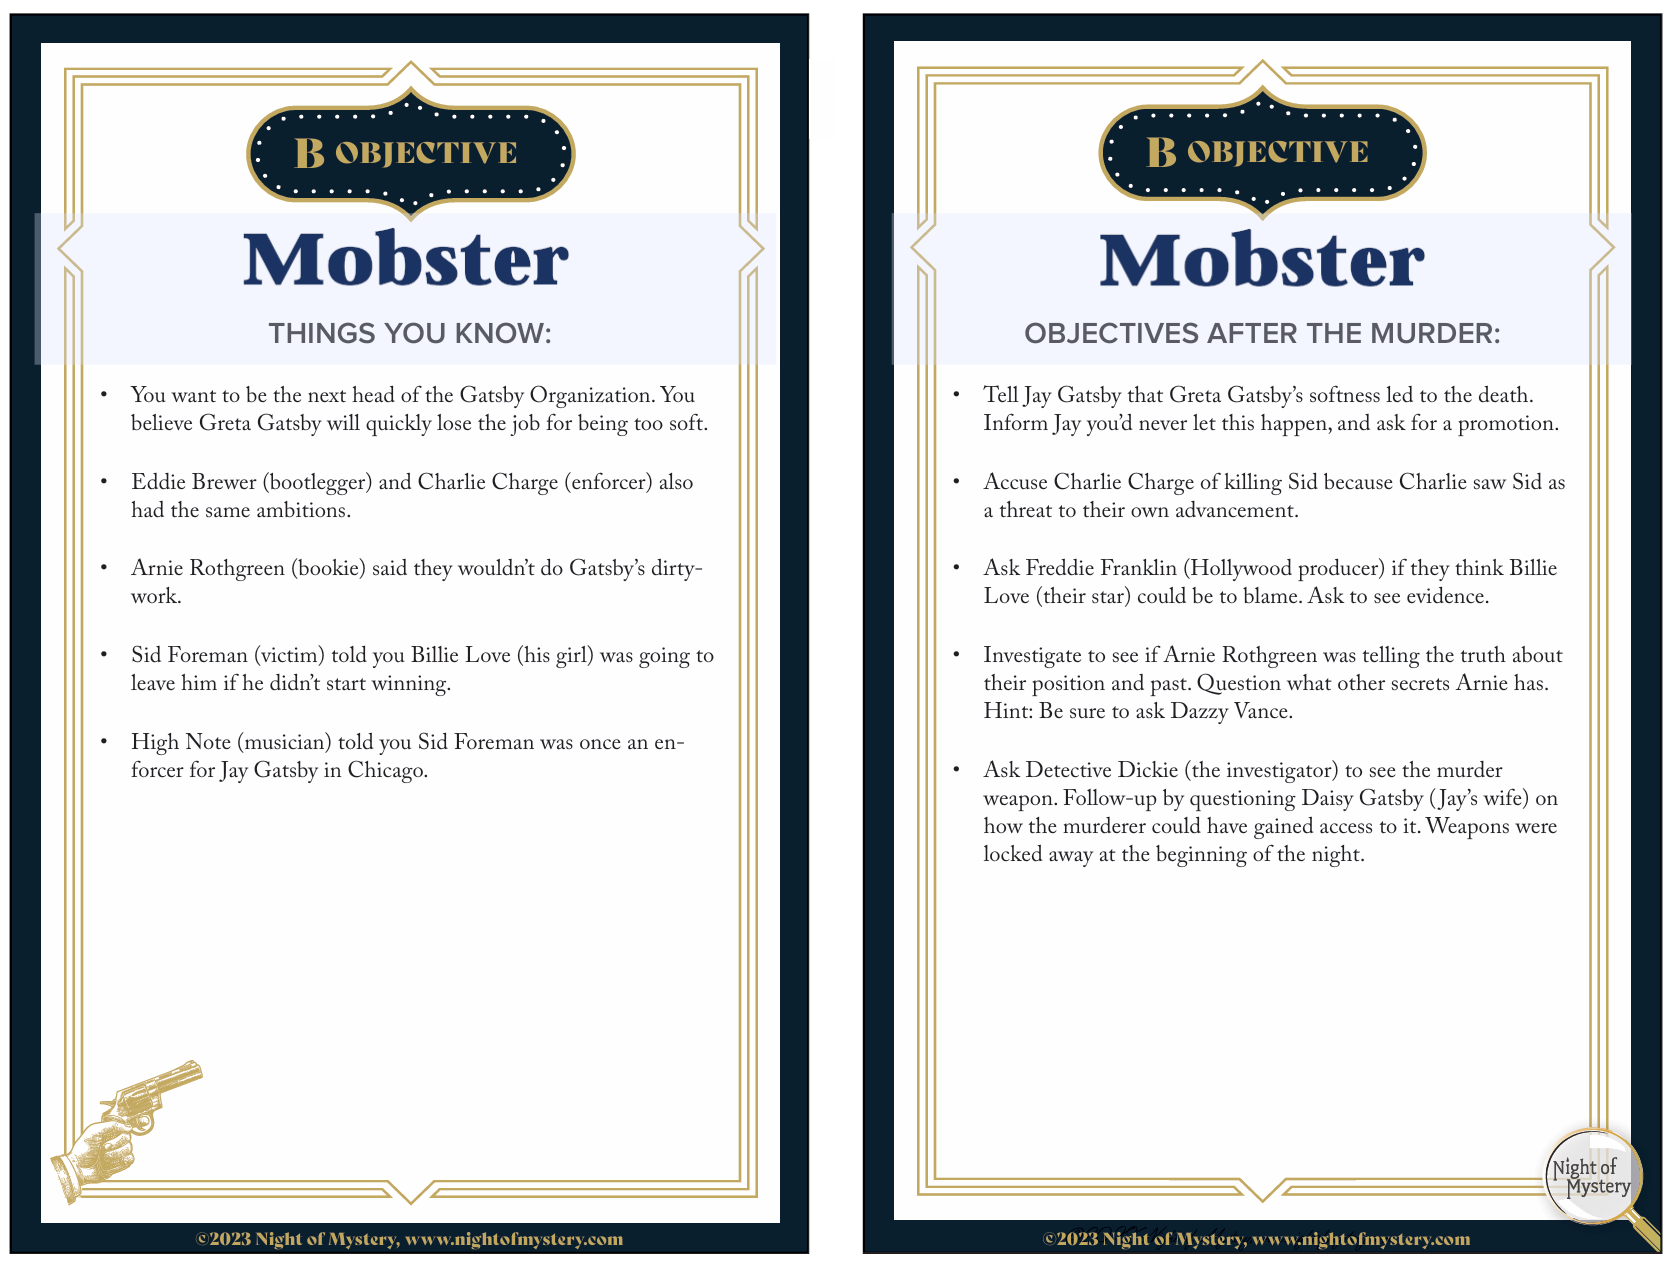 B OBJECTIVE
Mobster
THINGS YOU KNOW:
• You want to be the next head of the Gatsby Organization. You
believe Greta Gatsby will quickly lose the job for being too soft.
• Eddie Brewer (bootlegger) and Charlie Charge (enforcer) also
had the same ambitions.
• Arnie Rothgreen (bookie) said they wouldn't do Gatsby's dirty-
work.
• Sid Foreman (victim) told you Billie Love (his girl) was going to
leave him if he didn't start winning.
• High Note (musician) told you Sid Foreman was once an en-
forcer for Jay Gatsby in Chicago.
©2023 Night of Mystery, www.nightofmystery.com
B OBJECTIVE
Mobster
OBJECTIVES AFTER THE MURDER:
• Tell Jay Gatsby that Greta Gatsby's softness led to the death.
Inform Jay you'd never let this happen, and ask for a promotion.
• Accuse Charlie Charge of killing Sid because Charlie saw Sid as
a threat to their own advancement.
• Ask Freddie Franklin (Hollywood producer) if they think Billie
Love (their star) could be to blame. Ask to see evidence.
• Investigate to see if Arnie Rothgreen was telling the truth about
their position and past. Question what other secrets Arnie has.
Hint: Be sure to ask Dazzy Vance.
• Ask Detective Dickie (the investigator) to see the murder
weapon. Follow-up by questioning Daisy Gatsby (Jay's wife) on
how the murderer could have gained access to it. Weapons were
locked away at the beginning of the night.
Night of
Mystery
©2023 Night of Mystery, www.nightofmystery.com